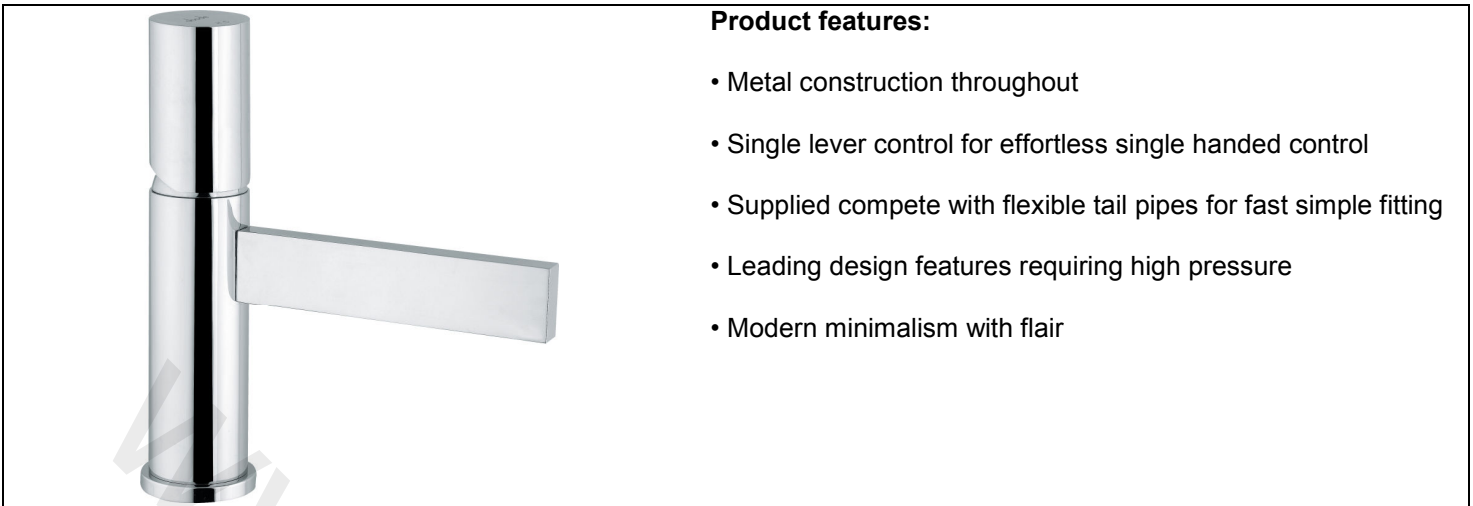 Product features:
• Metal construction throughout
• Single lever control for effortless single handed control
• Supplied compete with flexible tail pipes for fast simple fitting
• Leading design features requiring high pressure
• Modern minimalism with flair